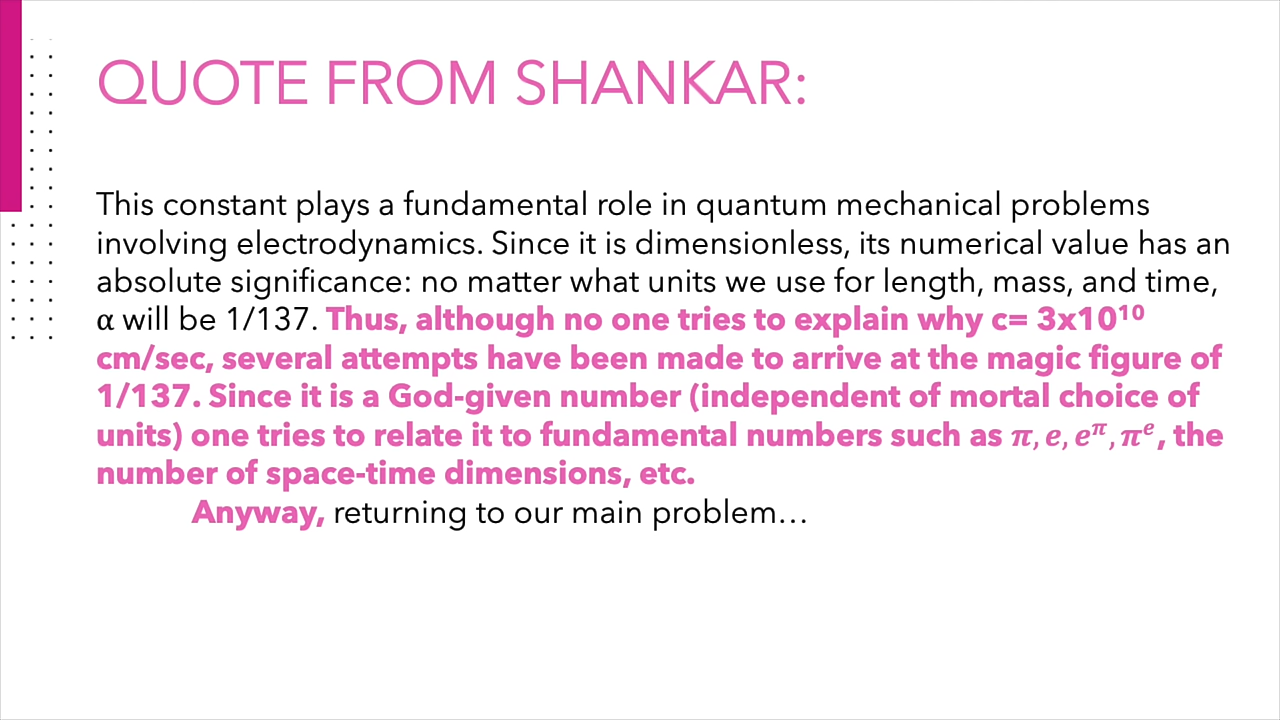 QUOTE FROM SHANKAR:
This constant plays a fundamental role in quantum mechanical problems
involving electrodynamics. Since it is dimensionless, its numerical value has an
absolute significance: no matter what units we use for length, mass, and time,
α will be 1/137. Thus, although no one tries to explain why c= 3x10¹⁰
cm/sec, several attempts have been made to arrive at the magic figure of
1/137. Since it is a God-given number (independent of mortal choice of
units) one tries to relate it to fundamental numbers such as 𝝅, 𝒆, 𝒆^𝝅, 𝝅^𝒆, the
number of space-time dimensions, etc.
Anyway, returning to our main problem…